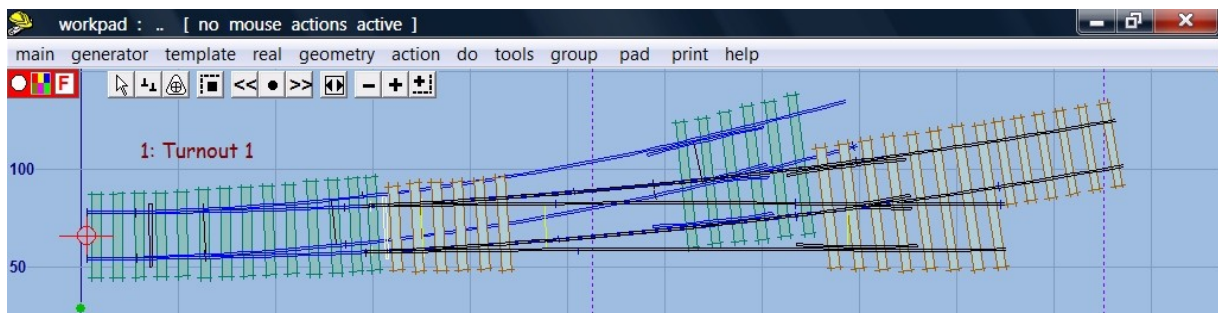 workpad : .. [ no mouse actions active ]
main generator template real geometry action do tools group pad print help
F << >>
1: Turnout 1
100
50